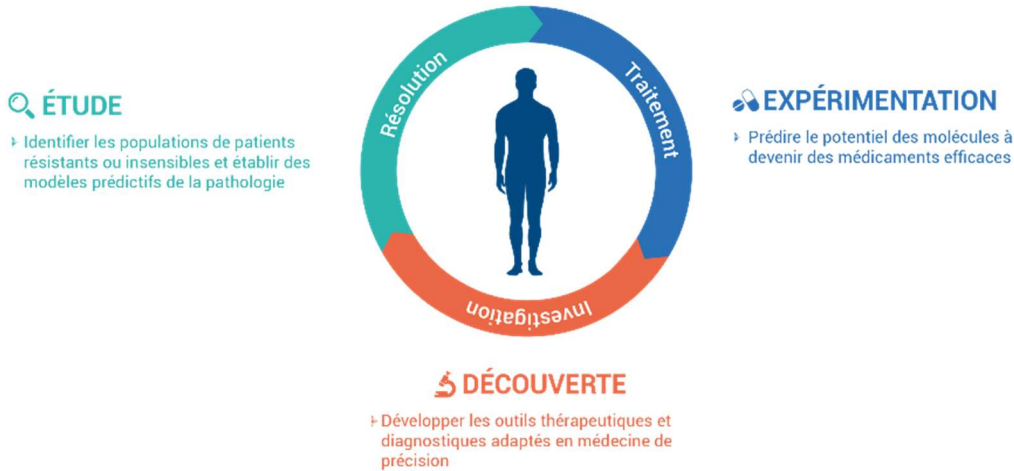 Résolution
Traitement
Investigation
ÉTUDE
Identifier les populations de patients
résistants ou insensibles et établir des
modèles prédictifs de la pathologie
EXPÉRIMENTATION
Prédire le potentiel des molécules à
devenir des médicaments efficaces
DÉCOUVERTE
Développer les outils thérapeutiques et
diagnostiques adaptés en médecine de
précision